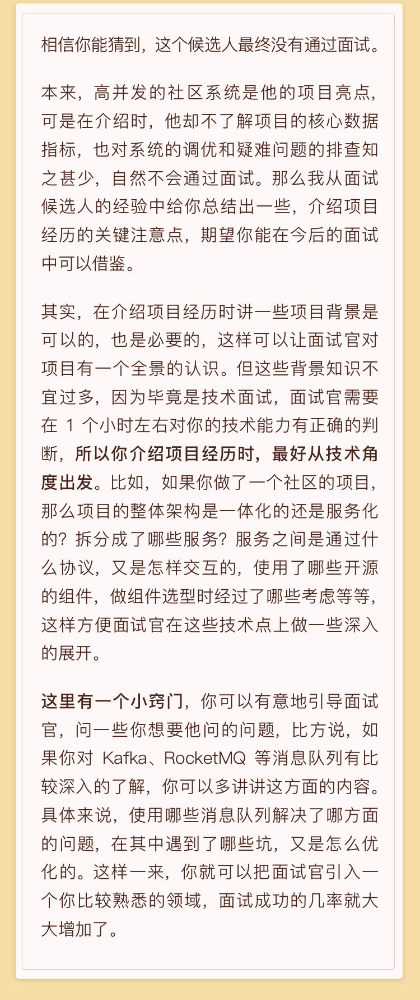 相信你能猜到，这个候选人最终没有通过面试。
本来，高并发的社区系统是他的项目亮点，
可是在介绍时，他却不了解项目的核心数据
指标，也对系统的调优和疑难问题的排查知
之甚少，自然不会通过面试。那么我从面试
候选人的经验中给你总结出一些，介绍项目
经历的关键注意点，期望你能在今后的面试
中可以借鉴。
其实，在介绍项目经历时讲一些项目背景是
可以的，也是必要的，这样可以让面试官对
项目有一个全景的认识。但这些背景知识不
宜过多，因为毕竟是技术面试，面试官需要
在 1 个小时左右对你的技术能力有正确的判
断，所以你介绍项目经历时，最好从技术角
度出发。比如，如果你做了一个社区的项目，
那么项目的整体架构是一体化的还是服务化
的？拆分成了哪些服务？服务之间是通过什
么协议，又是怎样交互的，使用了哪些开源
的组件，做组件选型时经过了哪些考虑等等，
这样方便面试官在这些技术点上做一些深入
的展开。
这里有一个小窍门，你可以有意地引导面试
官，问一些你想要他问的问题，比方说，如
果你对 Kafka、RocketMQ 等消息队列有比
较深入的了解，你可以多讲讲这方面的内容。
具体来说，使用哪些消息队列解决了哪方面
的问题，在其中遇到了哪些坑，又是怎么优
化的。这样一来，你就可以把面试官引入一
个你比较熟悉的领域，面试成功的几率就大
大增加了。